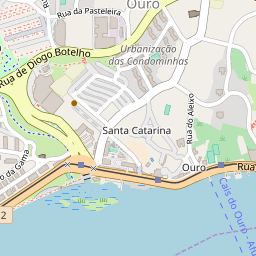 Ouro
Rua da Pasteleira
Urbanização
das Condominhas
Rua de Diogo Botelho
Santa Catarina
Rua do Aleixo
Ouro
Rua
o da Gama
Cais do Ouro - Al
2